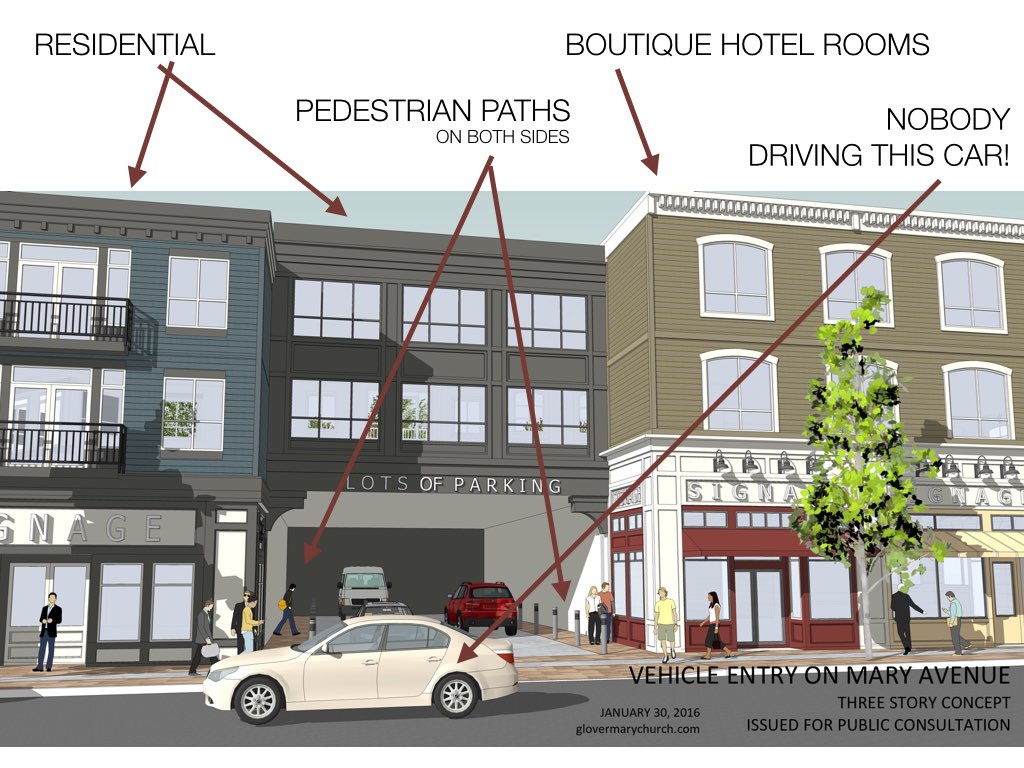 RESIDENTIAL
BOUTIQUE HOTEL ROOMS
PEDESTRIAN PATHS
ON BOTH SIDES
NOBODY
DRIVING THIS CAR!
LOTS OF PARKING
SIGNA
GNAGE
GNAGE
VEHICLE ENTRY ON MARY AVENUE
THREE STORY CONCEPT
ISSUED FOR PUBLIC CONSULTATION
JANUARY 30, 2016
glovermarychurch.com